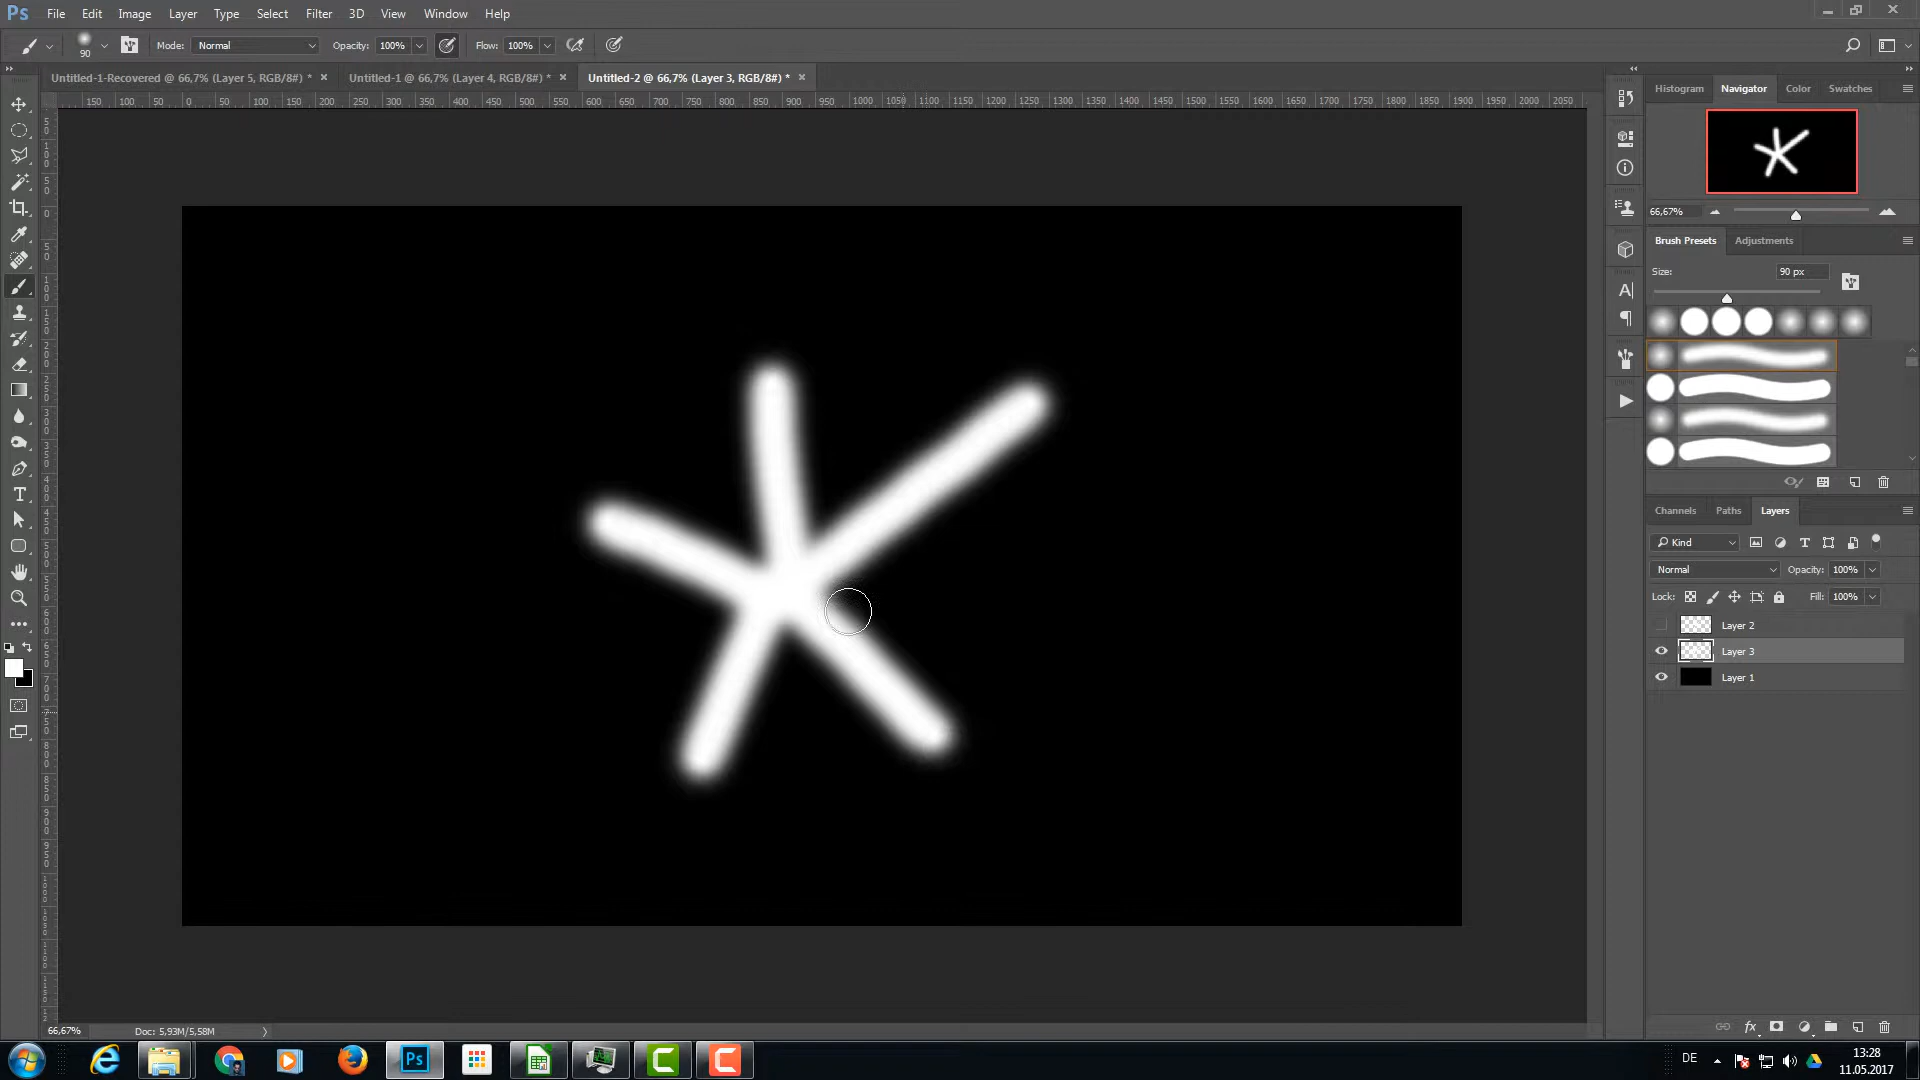 Ps File Edit Image Layer Type Select Filter 3D View Window Help
90 Mode: Normal Opacity: 100% Flow: 100%
Untitled-1-Recovered @ 66,7% (Layer 5, RGB/8#) * Untitled-1 @ 66,7% (Layer 4, RGB/8#) * Untitled-2 @ 66,7% (Layer 3, RGB/8#) *
150 100 50 0 50 100 150 200 250 300 350 400 450 500 550 600 650 700 750 800 850 900 950 1000 1050 1100 1150 1200 1250 1300 1350 1400 1450 1500 1550 1600 1650 1700 1750 1800 1850 1900 1950 2000 2050
Histogram Navigator Color Swatches
66,67%
Brush Presets Adjustments
Size: 90 px
Channels Paths Layers
Kind
Normal Opacity: 100%
Lock: Fill: 100%
Layer 2
Layer 3
Layer 1
66,67% Doc: 5,93M/5,58M
Ps DE 13:28
11.05.2017